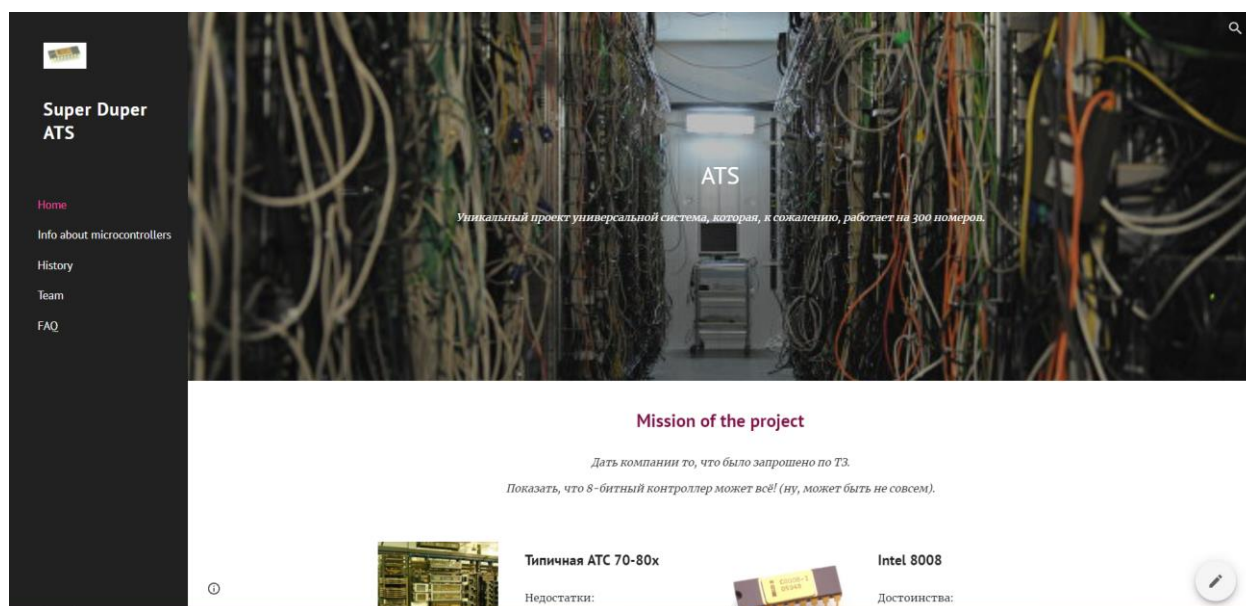 Super Duper
ATS
Home
Info about microcontrollers
History
Team
FAQ
ATS
Уникальный проект универсальной система, которая, к сожалению, работает на 300 номеров.
Mission of the project
Дать компании то, что было запрошено по ТЗ.
Показать, что 8-битный контроллер может всё! (ну, может быть не совсем).
Типичная АТС 70-80х
Недостатки:
Intel 8008
Достоинства: